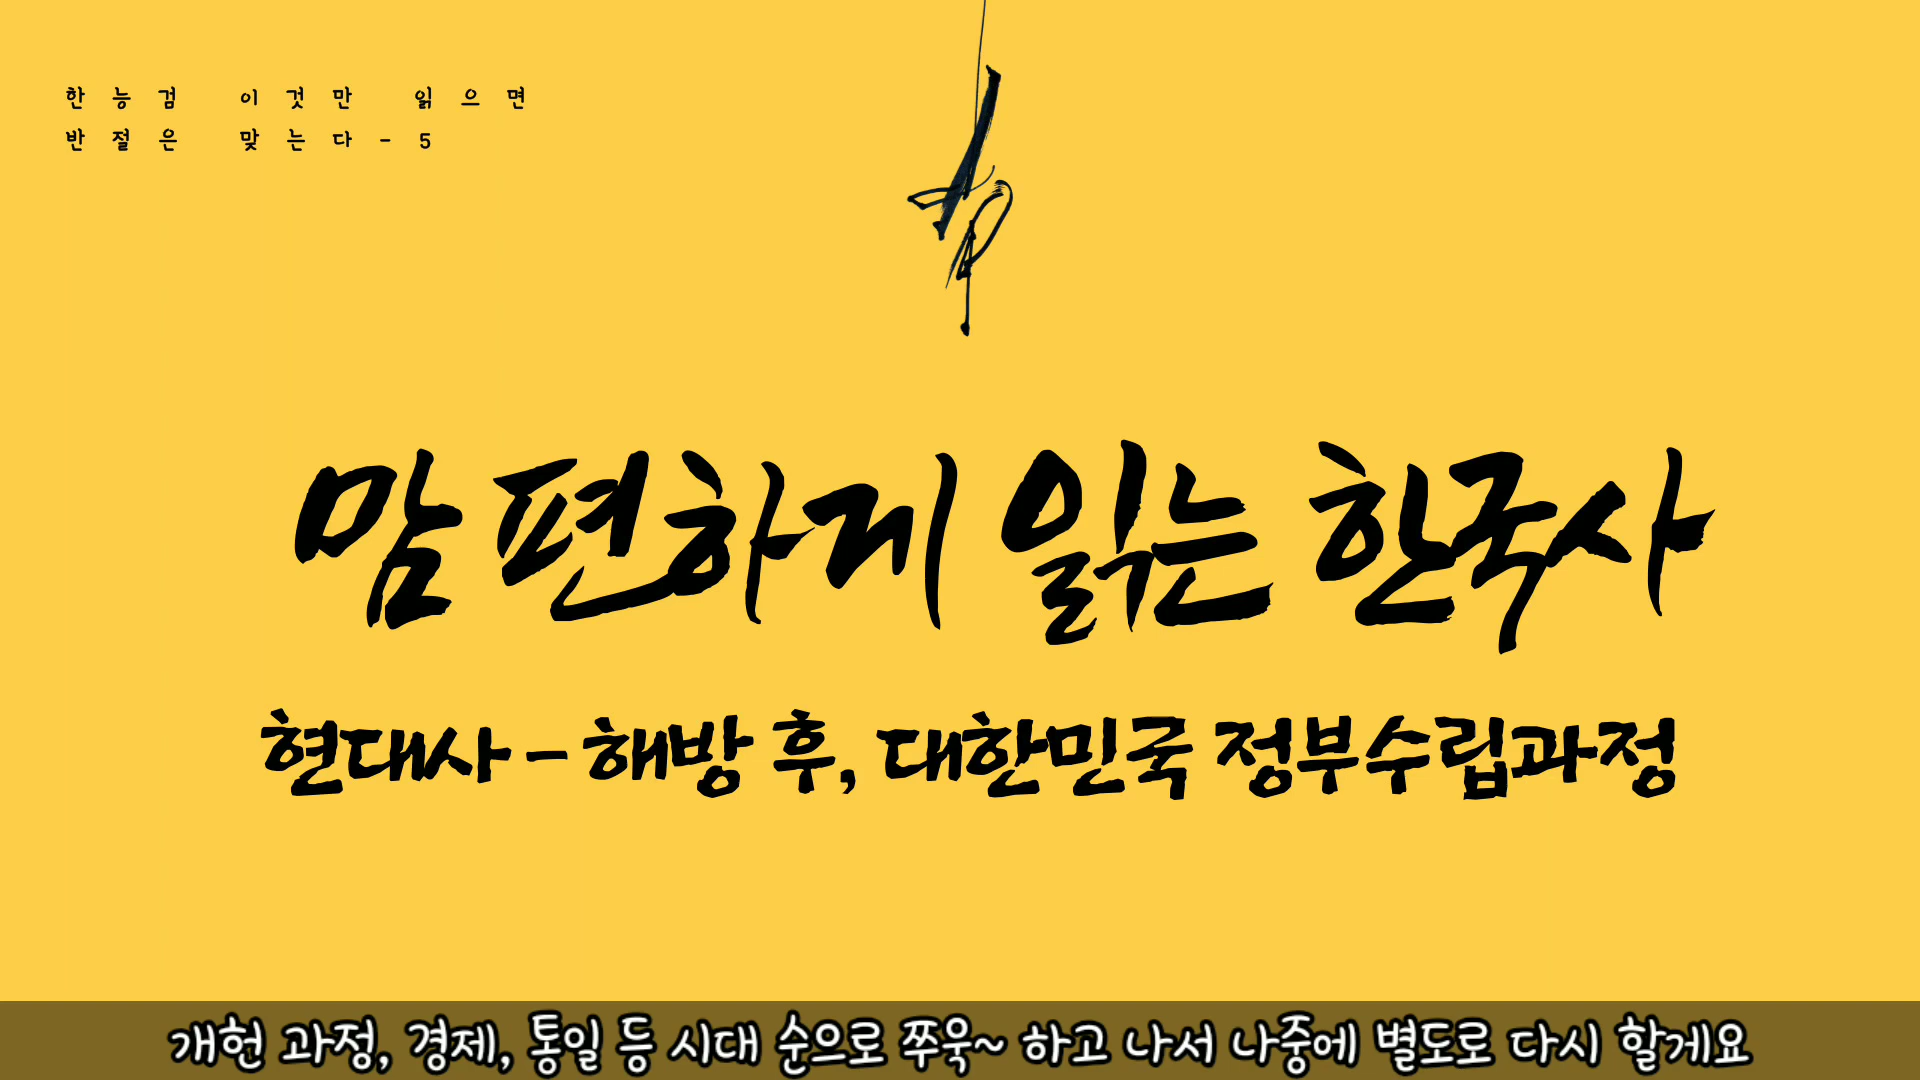 한능검 이것만 읽으면
반절은 맞는다-5
맘 편하게 읽는 한국사
현대사 - 해방 후, 대한민국 정부수립과정
개헌 과정, 경제, 통일 등 시대 순으로 쭈욱~ 하고 나서 나중에 별도로 다시 할게요